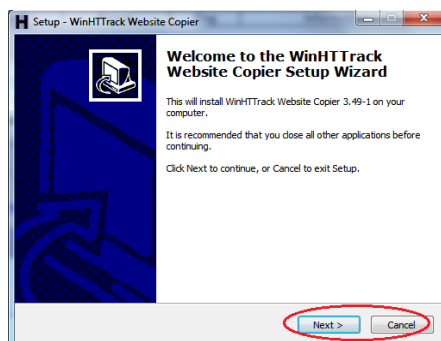 H Setup - WinHTTrack Website Copier
Welcome to the WinHTTrack
Website Copier Setup Wizard
This will install WinHTTrack Website Copier 3.49-1 on your
computer.
It is recommended that you close all other applications before
continuing.
Click Next to continue, or Cancel to exit Setup.
Next > Cancel